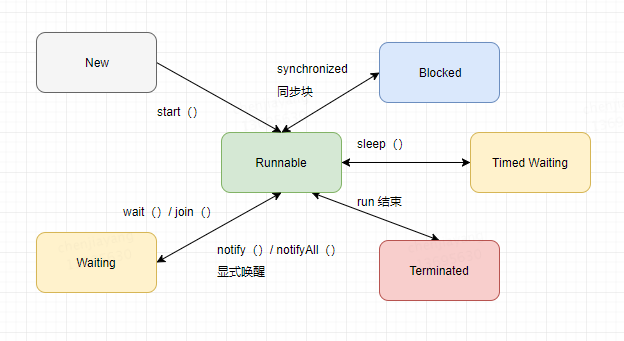 New
synchronized
同步块
Blocked
start（）
Runnable
sleep（）
Timed Waiting
wait（）/ join（）
run 结束
notify（）/ notifyAll（）
显式唤醒
Waiting
Terminated